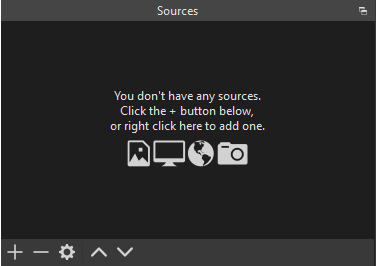 Sources
You don't have any sources.
Click the + button below,
or right click here to add one.